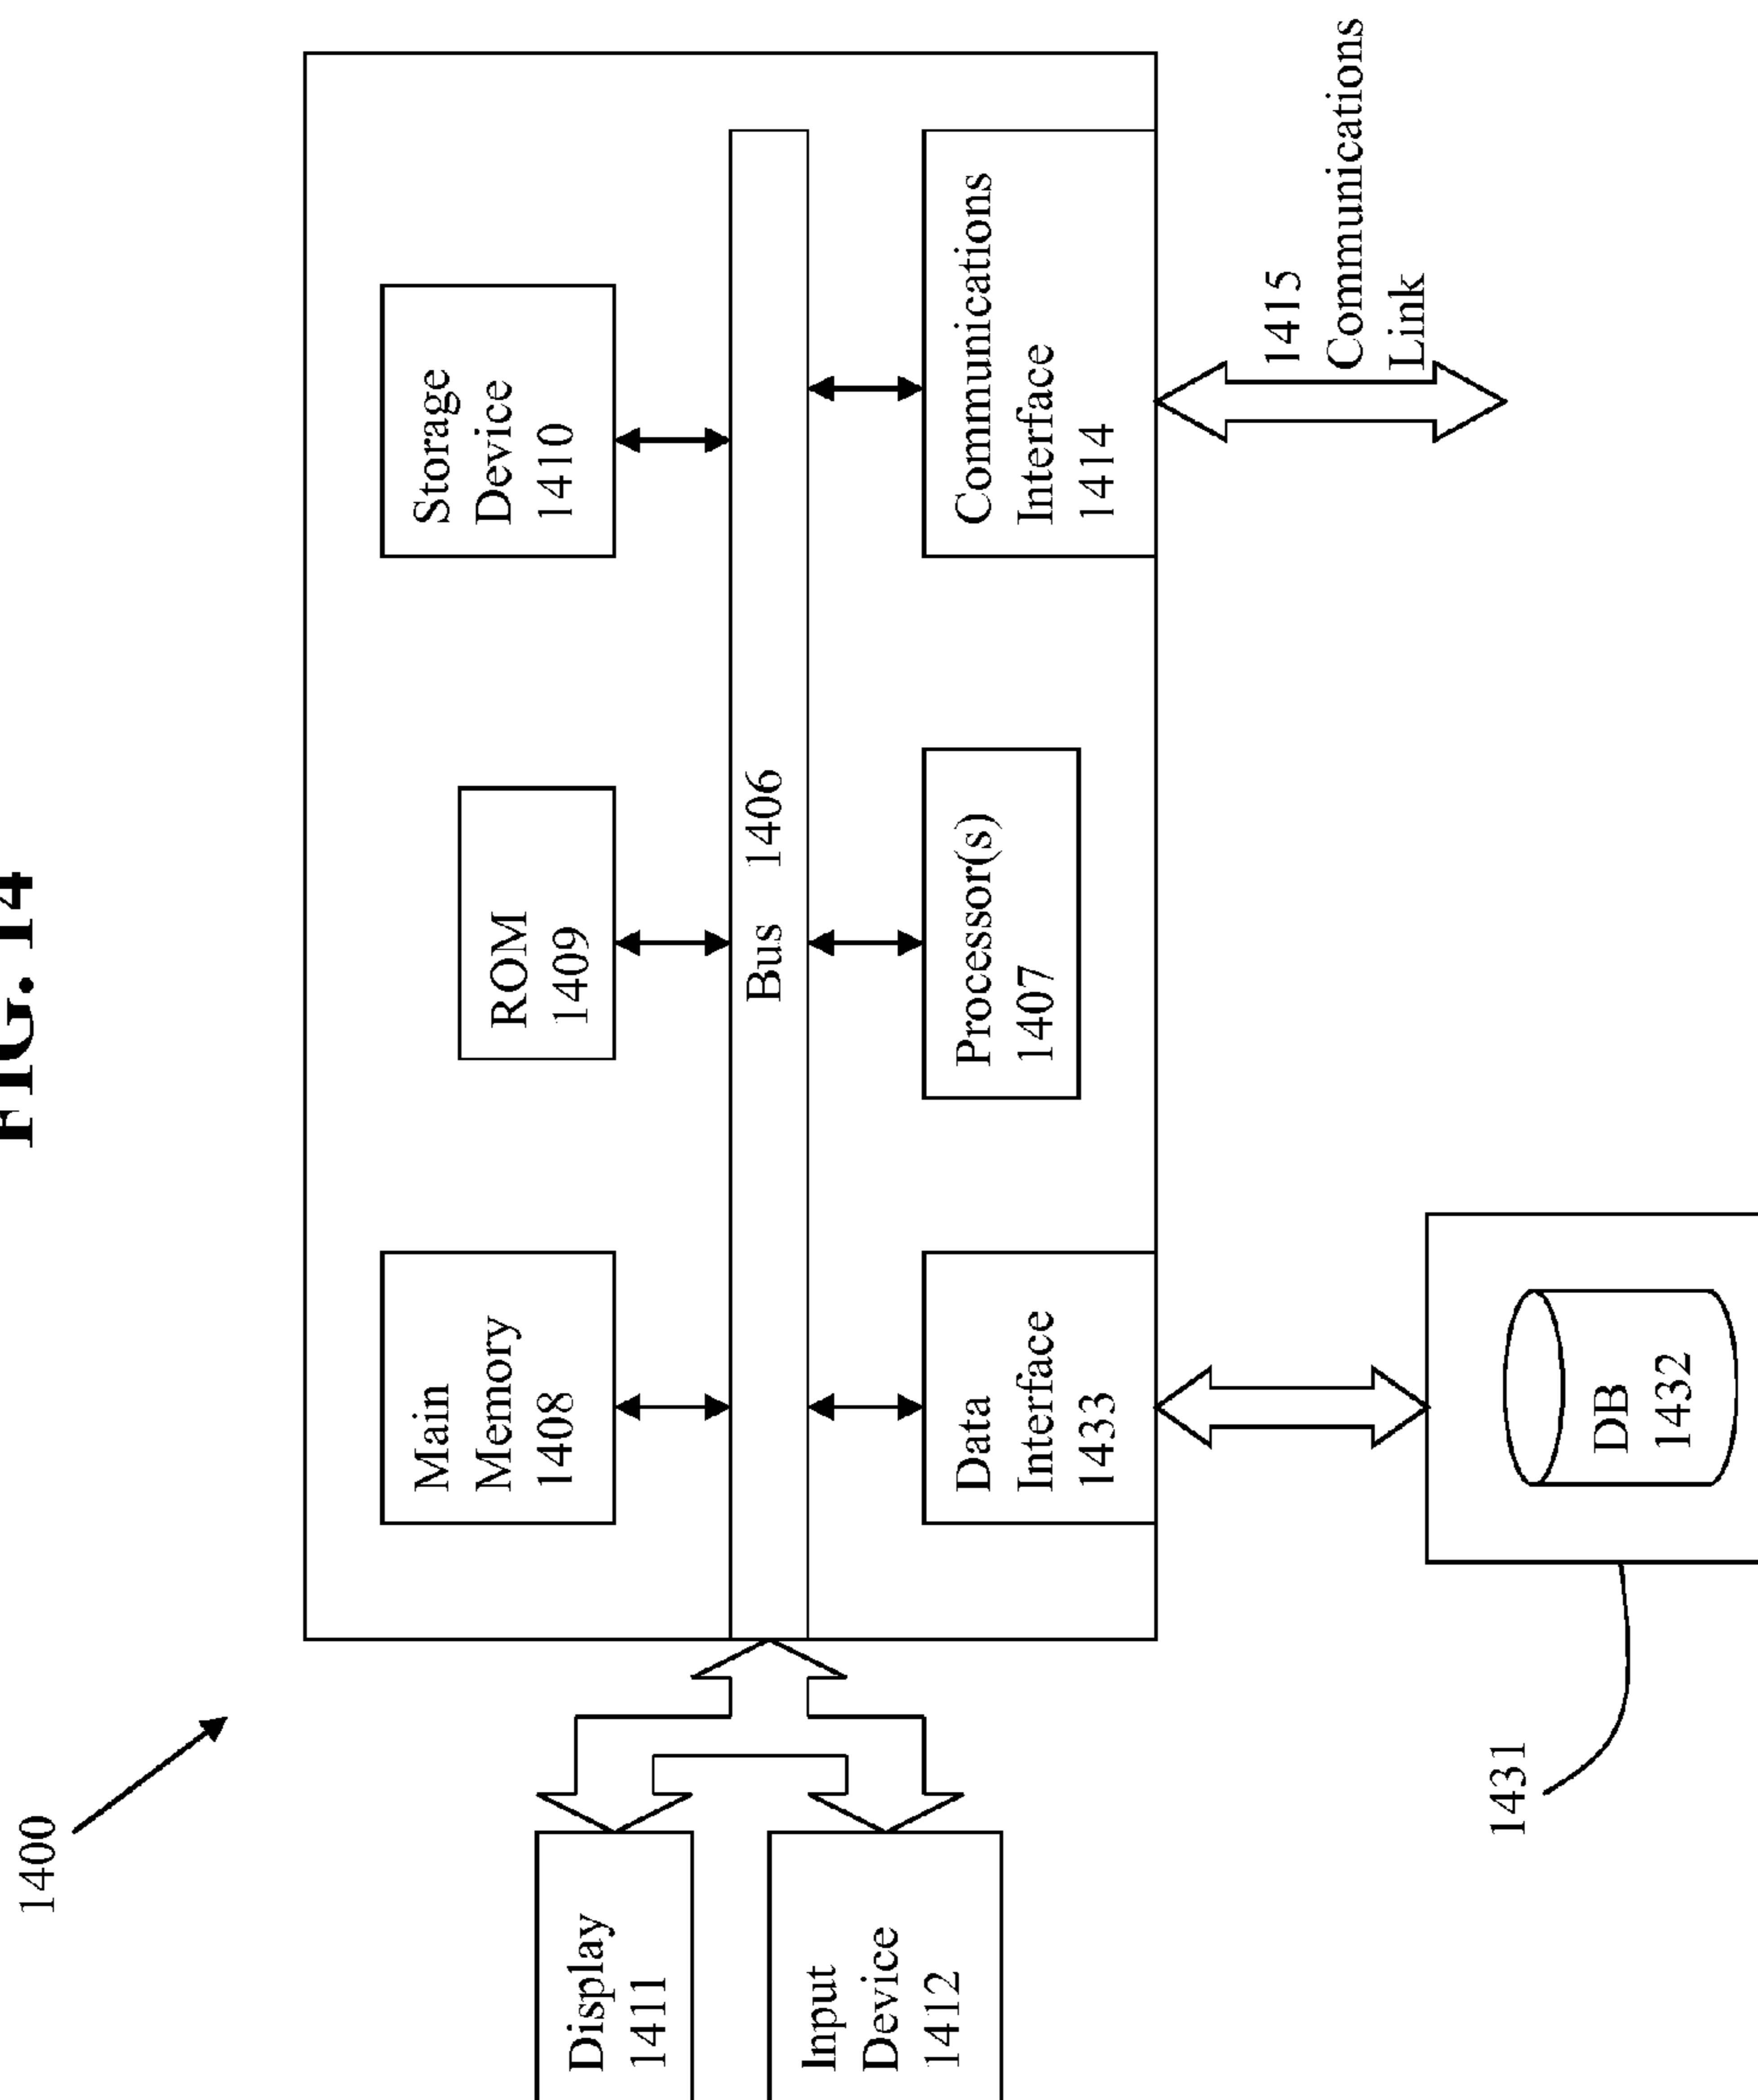 FIG. 14
1400
Display
1411
Input
Device
1412
Main
Memory
1408
ROM
1409
Storage
Device
1410
Bus 1406
Data
Interface
1433
Processor(s)
1407
Communications
Interface
1414
1415
Communications
Link
1431
DB
1432